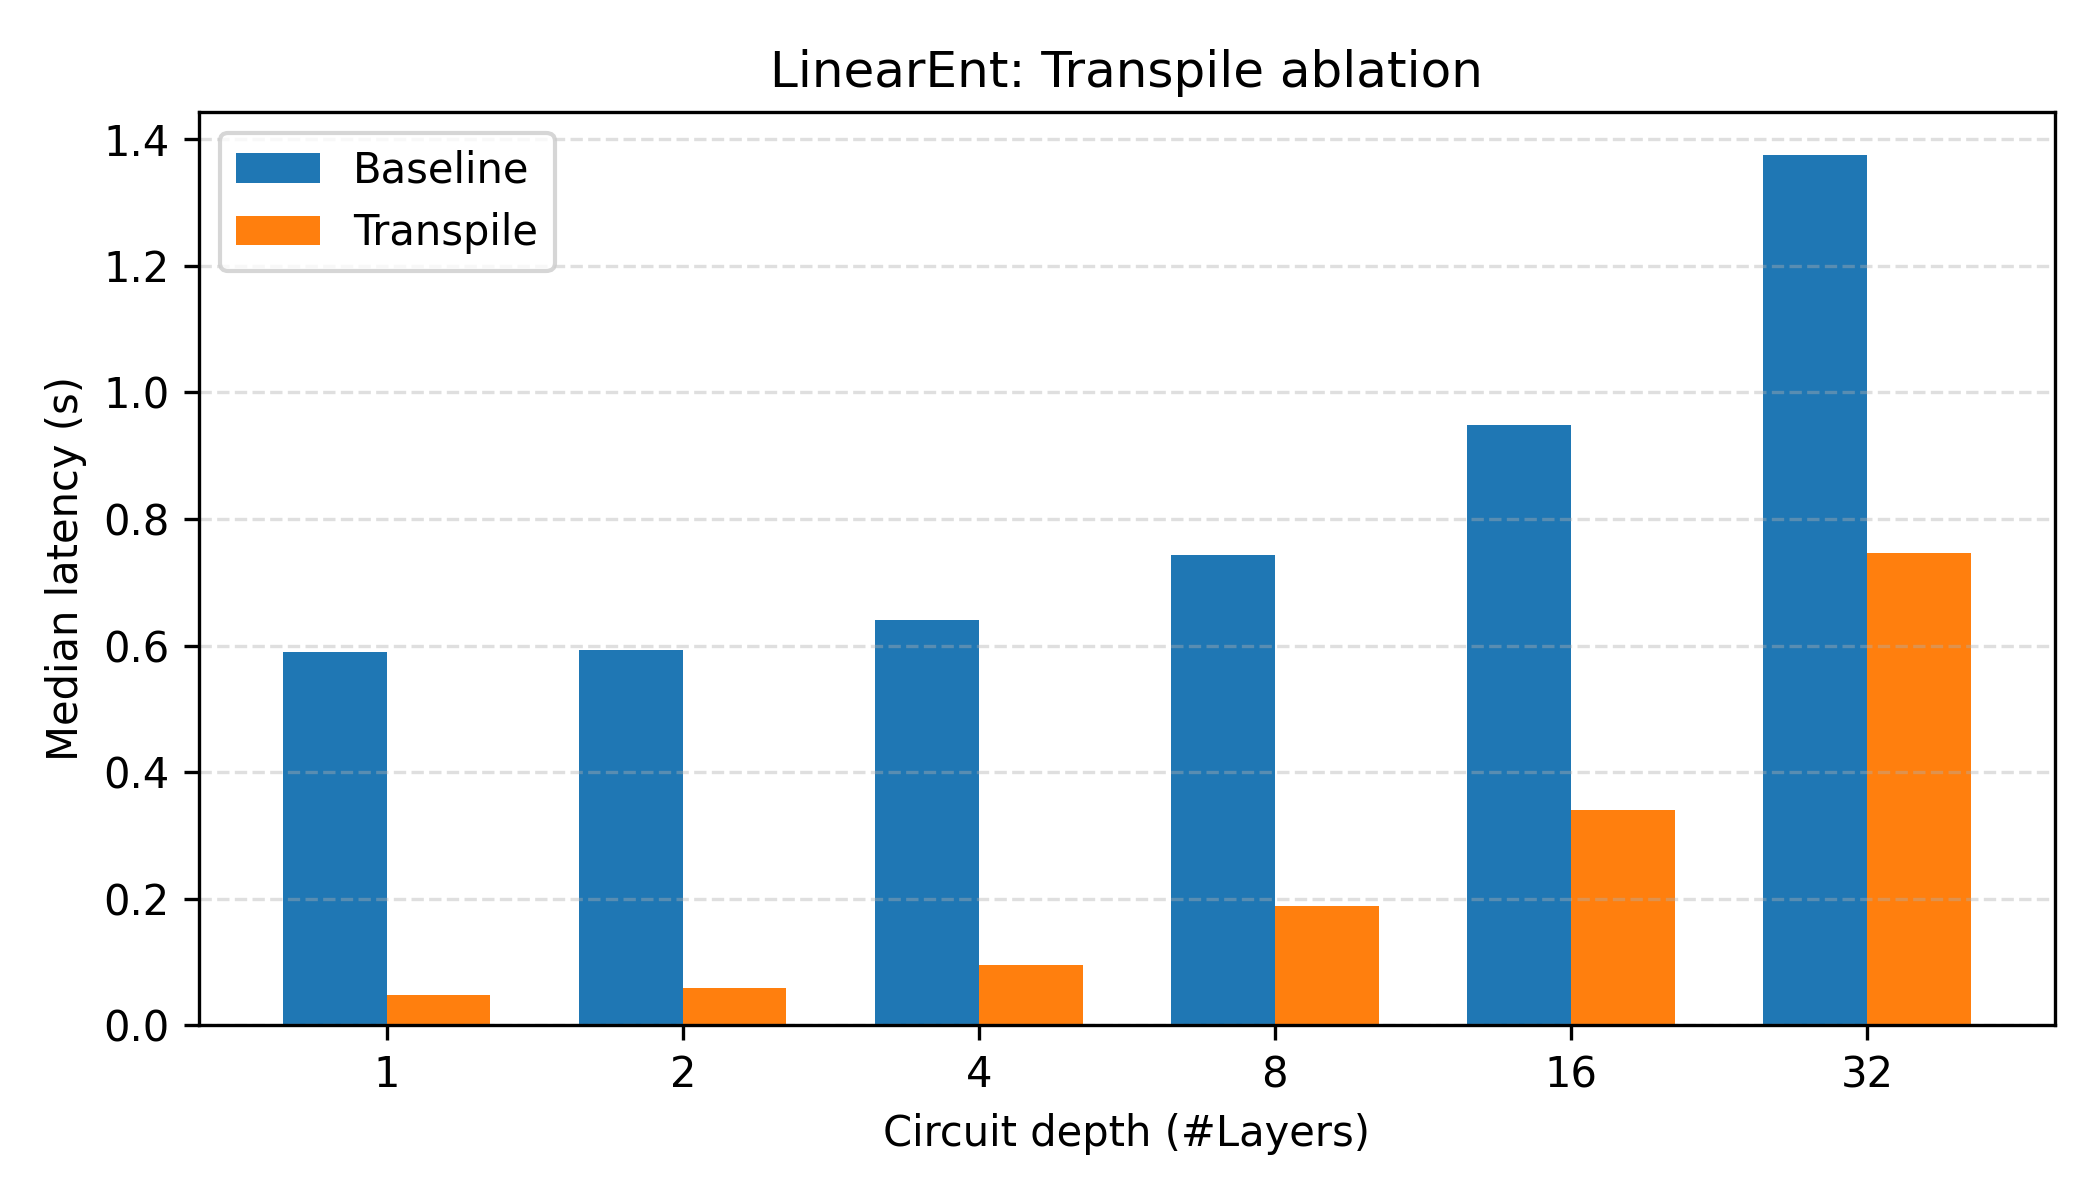 LinearEnt: Transpile ablation
Baseline
Transpile
1.4
1.2
1.0
0.8
0.6
0.4
0.2
0.0
Median latency (s)
1 2 4 8 16 32
Circuit depth (#Layers)